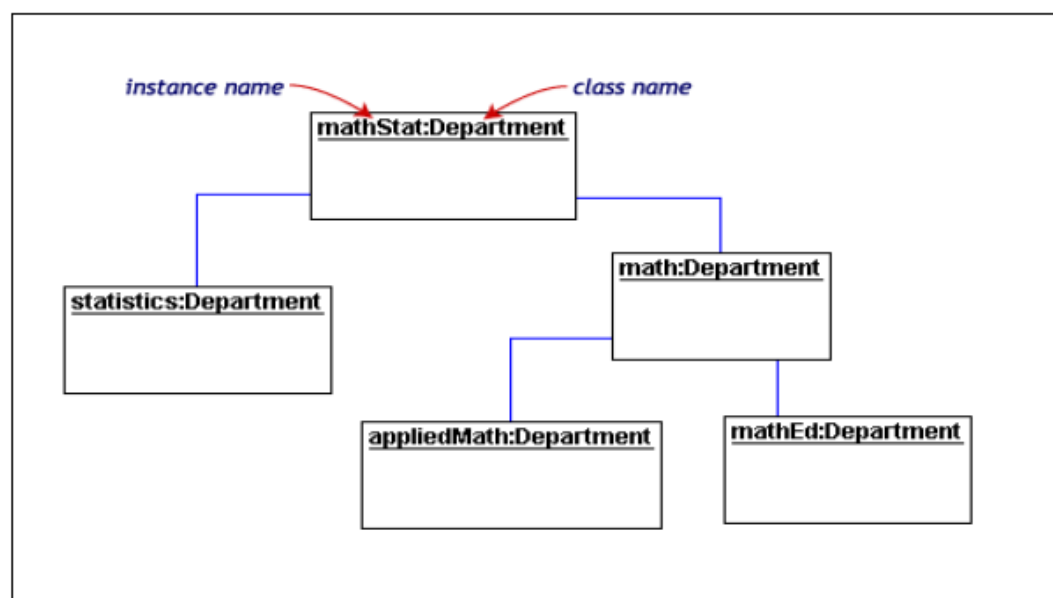 instance name
class name
mathStat:Department
math:Department
statistics:Department
appliedMath:Department
mathEd:Department